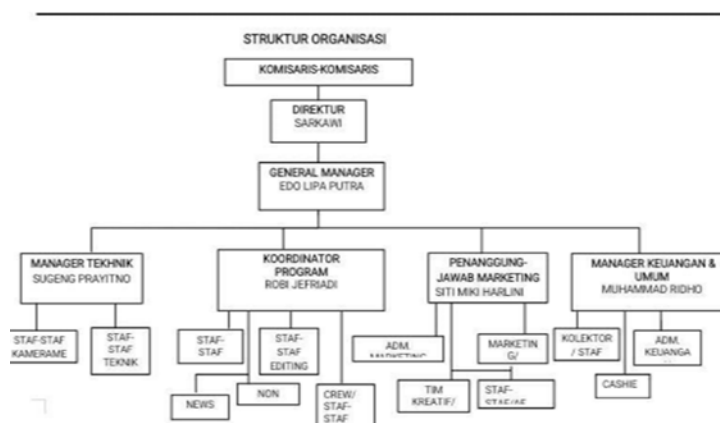 STRUKTUR ORGANISASI
KOMISARIS-KOMISARIS
DIREKTUR
SARKAWI
GENERAL MANAGER
EDO LIPA PUTRA
MANAGER TEKHNIK
SUGENG PRAYITNO
KOORDINATOR
PROGRAM
ROBI JEFRIADI
PENANGGUNG-
JAWAB MARKETING
SITI MIKI HARLINI
MANAGER KEUANGAN &
UMUM
MUHAMMAD RIDHO
STAF-STAF
KAMERAME
STAF-
STAF
TEKNIK
STAF-
STAF
STAF-
STAF
EDITING
ADM.
MARKETING
MARKETIN
G/
KOLEKTOR
/ STAF
ADM.
KEUANGA
NEWS
NON
CREW/
STAF-
STAF
TIM
KREATIF/
STAF-
CASHIE